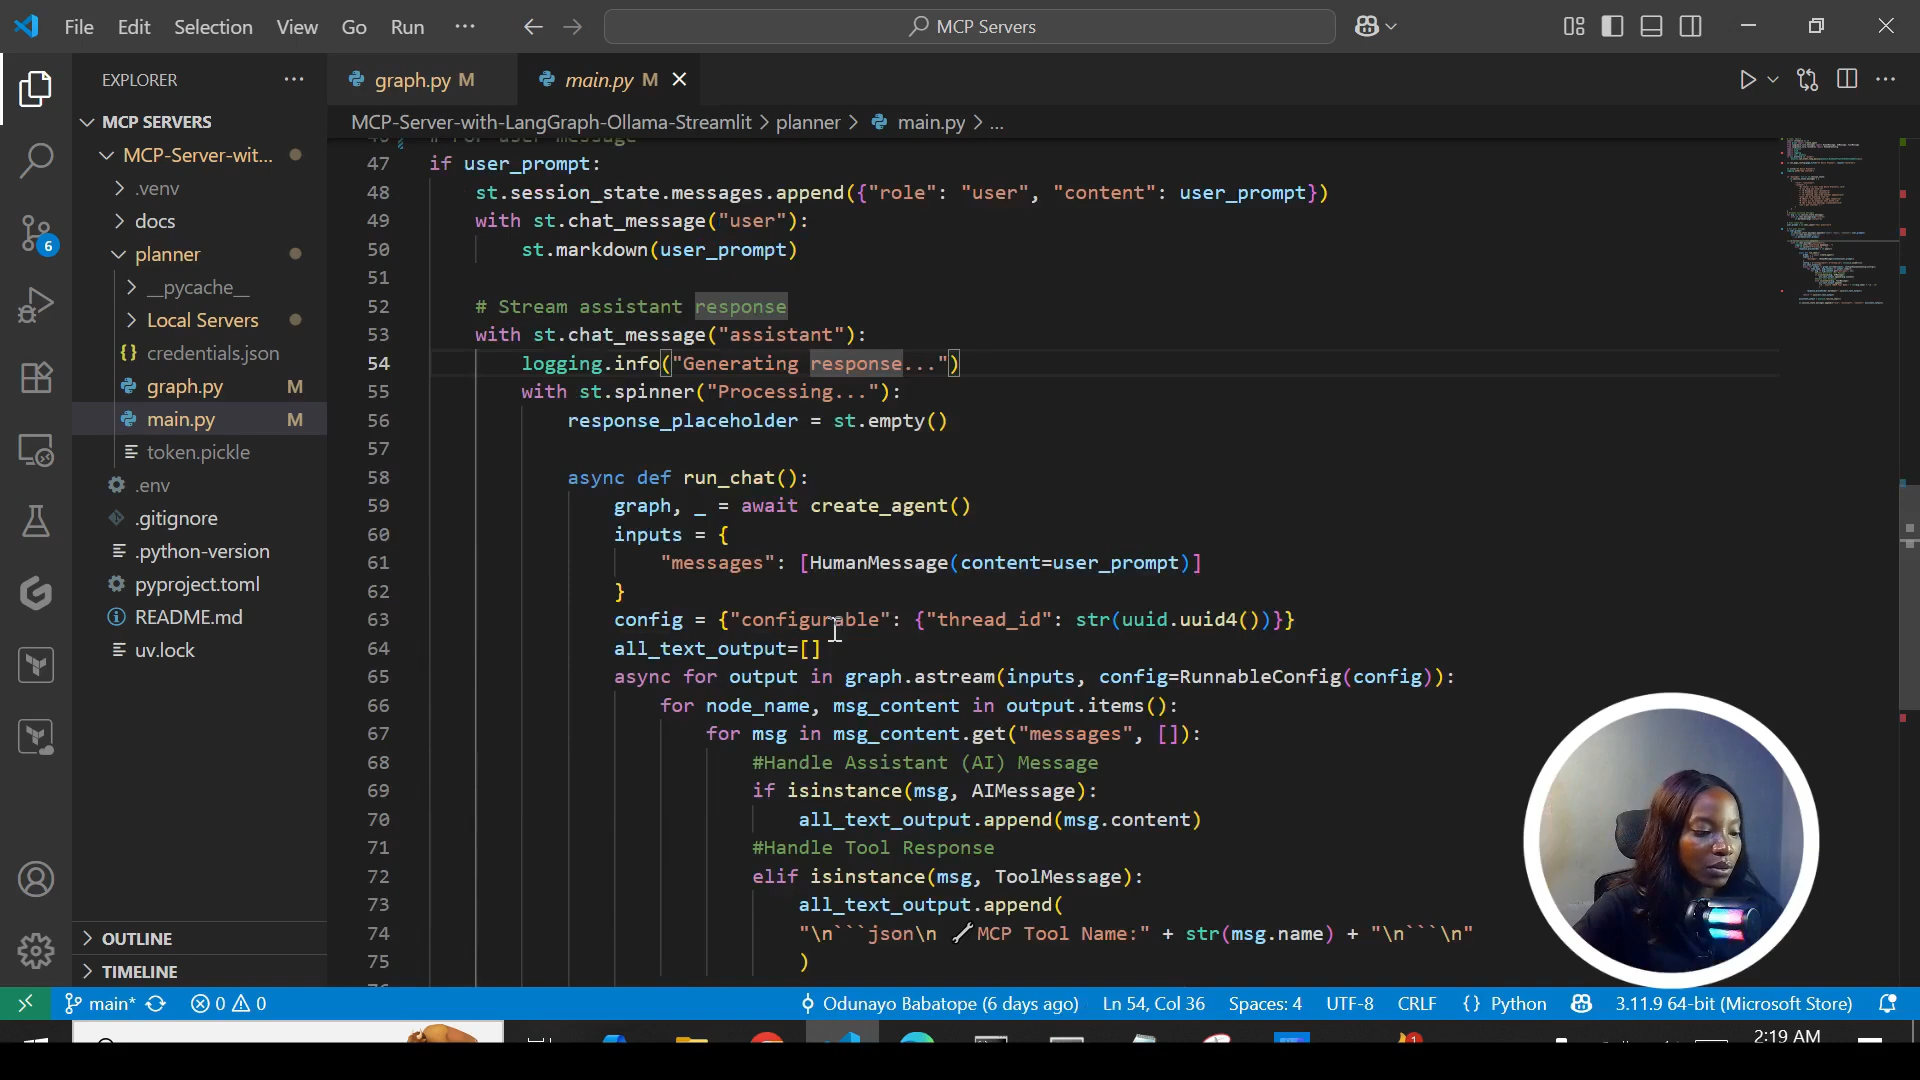 File Edit Selection View Go Run ··· MCP Servers
EXPLORER
graph.py M
main.py M
MCP SERVERS
MCP-Server-with-LangGraph-Ollama-Streamlit > planner > main.py > ...
MCP-Server-wit...
.venv
docs
planner
__pycache__
Local Servers
credentials.json
graph.py M
main.py M
token.pickle
.env
.gitignore
.python-version
pyproject.toml
README.md
uv.lock
OUTLINE
TIMELINE
6
# For user message
47 if user_prompt:
48 st.session_state.messages.append({"role": "user", "content": user_prompt})
49 with st.chat_message("user"):
50 st.markdown(user_prompt)
51
52 # Stream assistant response
53 with st.chat_message("assistant"):
54 logging.info("Generating response...")
55 with st.spinner("Processing..."):
56 response_placeholder = st.empty()
57
58 async def run_chat():
59 graph, _ = await create_agent()
60 inputs = {
61 "messages": [HumanMessage(content=user_prompt)]
62 }
63 config = {"configurable": {"thread_id": str(uuid.uuid4())}}
64 all_text_output=[]
65 async for output in graph.astream(inputs, config=RunnableConfig(config)):
66 for node_name, msg_content in output.items():
67 for msg in msg_content.get("messages", []):
68 #Handle Assistant (AI) Message
69 if isinstance(msg, AIMessage):
70 all_text_output.append(msg.content)
71 #Handle Tool Response
72 elif isinstance(msg, ToolMessage):
73 all_text_output.append(
74 "\n```json\n 🔧MCP Tool Name:" + str(msg.name) + "\n```\n"
75 )
main* 0 0 Odunayo Babatope (6 days ago) Ln 54, Col 36 Spaces: 4 UTF-8 CRLF {} Python 3.11.9 64-bit (Microsoft Store)
2:19 AM